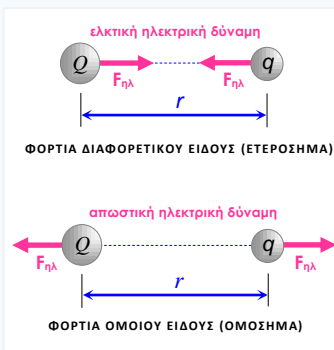 ελκτική ηλεκτρική δύναμη
Q q
Fηλ Fηλ
r
ΦΟΡΤΙΑ ΔΙΑΦΟΡΕΤΙΚΟΥ ΕΙΔΟΥΣ (ΕΤΕΡΟΣΗΜΑ)
απωστική ηλεκτρική δύναμη
Q q
Fηλ Fηλ
r
ΦΟΡΤΙΑ ΟΜΟΙΟΥ ΕΙΔΟΥΣ (ΟΜΟΣΗΜΑ)